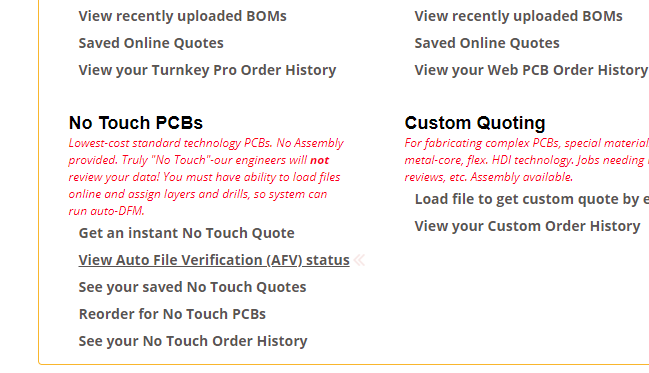 View recently uploaded BOMs
Saved Online Quotes
View your Turnkey Pro Order History
View recently uploaded BOMs
Saved Online Quotes
View your Web PCB Order History
No Touch PCBs
Lowest-cost standard technology PCBs. No Assembly
provided. Truly "No Touch"-our engineers will not
review your data! You must have ability to load files
online and assign layers and drills, so system can
run auto-DFM.
Get an instant No Touch Quote
View Auto File Verification (AFV) status
See your saved No Touch Quotes
Reorder for No Touch PCBs
See your No Touch Order History
Custom Quoting
For fabricating complex PCBs, special material
metal-core, flex. HDI technology. Jobs needing
reviews, etc. Assembly available.
Load file to get custom quote by e
View your Custom Order History